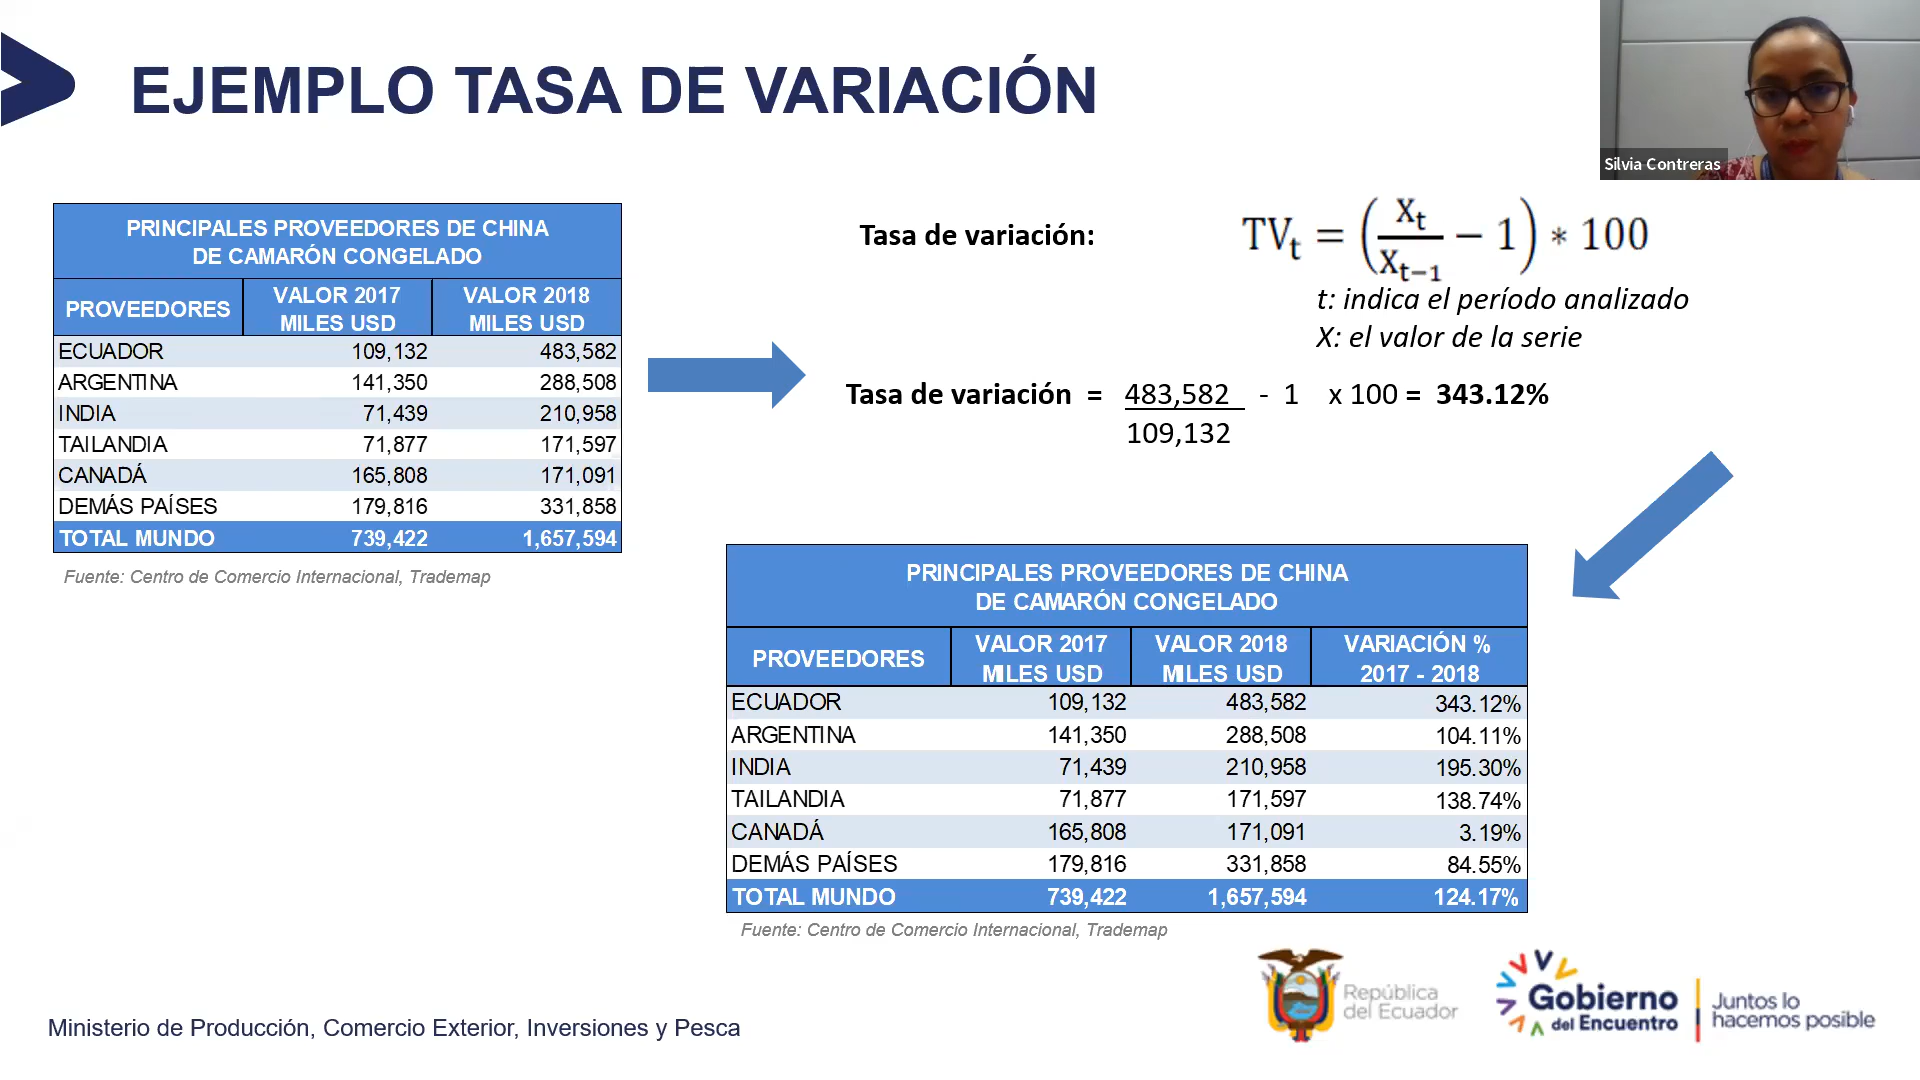 EJEMPLO TASA DE VARIACIÓN
Silvia Contreras
PRINCIPALES PROVEEDORES DE CHINA
DE CAMARÓN CONGELADO
PROVEEDORES VALOR 2017 MILES USD VALOR 2018 MILES USD
ECUADOR 109,132 483,582
ARGENTINA 141,350 288,508
INDIA 71,439 210,958
TAILANDIA 71,877 171,597
CANADÁ 165,808 171,091
DEMÁS PAÍSES 179,816 331,858
TOTAL MUNDO 739,422 1,657,594
Fuente: Centro de Comercio Internacional, Trademap
Tasa de variación: TVt = (Xt/Xt−1 − 1) * 100
t: indica el período analizado
X: el valor de la serie
Tasa de variación = 483,582 - 1 x 100 = 343.12%
109,132
PRINCIPALES PROVEEDORES DE CHINA
DE CAMARÓN CONGELADO
PROVEEDORES VALOR 2017 MILES USD VALOR 2018 MILES USD VARIACIÓN % 2017 - 2018
ECUADOR 109,132 483,582 343.12%
ARGENTINA 141,350 288,508 104.11%
INDIA 71,439 210,958 195.30%
TAILANDIA 71,877 171,597 138.74%
CANADÁ 165,808 171,091 3.19%
DEMÁS PAÍSES 179,816 331,858 84.55%
TOTAL MUNDO 739,422 1,657,594 124.17%
Fuente: Centro de Comercio Internacional, Trademap
Ministerio de Producción, Comercio Exterior, Inversiones y Pesca
República
del Ecuador
Gobierno
del Encuentro
Juntos lo
hacemos posible